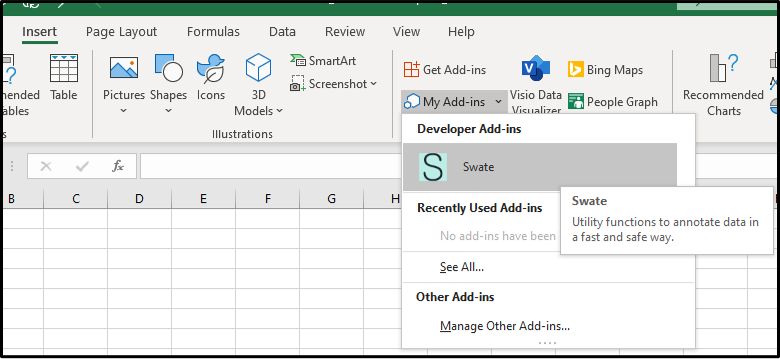 Insert Page Layout Formulas Data Review View Help
SmartArt
Get Add-ins
Bing Maps
Table
Pictures
Shapes
Icons
3D
Models
Screenshot
My Add-ins
Visio Data
Visualizer
People Graph
Recommended
Charts
Illustrations
Developer Add-ins
S Swate
fx
Swate
Utility functions to annotate data in
a fast and safe way.
B C D E F G H
Recently Used Add-ins
No add-ins have been
See All...
Other Add-ins
Manage Other Add-ins...